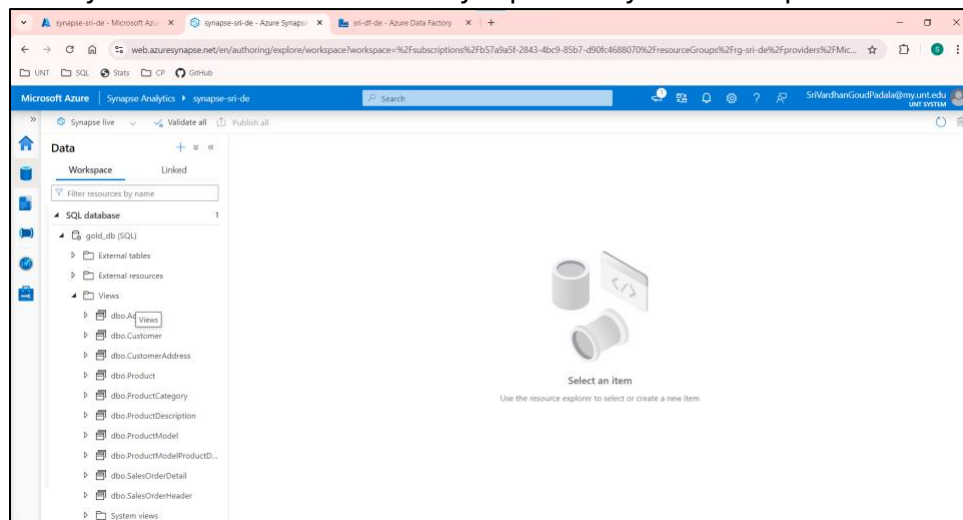 synapse-sri-de - Microsoft Azu
synapse-sri-de - Azure Synapse
sri-df-de - Azure Data Factory
web.azuresynapse.net/en/authoring/explore/workspace?workspace=%2Fsubscriptions%2Fb57a9a5f-2843-4bc9-85b7-d90fc4688070%2FresourceGroups%2Frg-sri-de%2Fproviders%2FMic...
UNT SQL Stats CP GitHub
Microsoft Azure | Synapse Analytics synapse-sri-de
Search
1
SriVardhanGoudPadala@my.unt.edu
UNT SYSTEM
S
Synapse live Validate all Publish all
Data
Workspace Linked
Filter resources by name
SQL database 1
gold_db (SQL)
External tables
External resources
Views
dbo.Ad
Views
dbo.Customer
dbo.CustomerAddress
dbo.Product
dbo.ProductCategory
dbo.ProductDescription
dbo.ProductModel
dbo.ProductModelProductD...
dbo.SalesOrderDetail
dbo.SalesOrderHeader
System views
Select an item
Use the resource explorer to select or create a new item